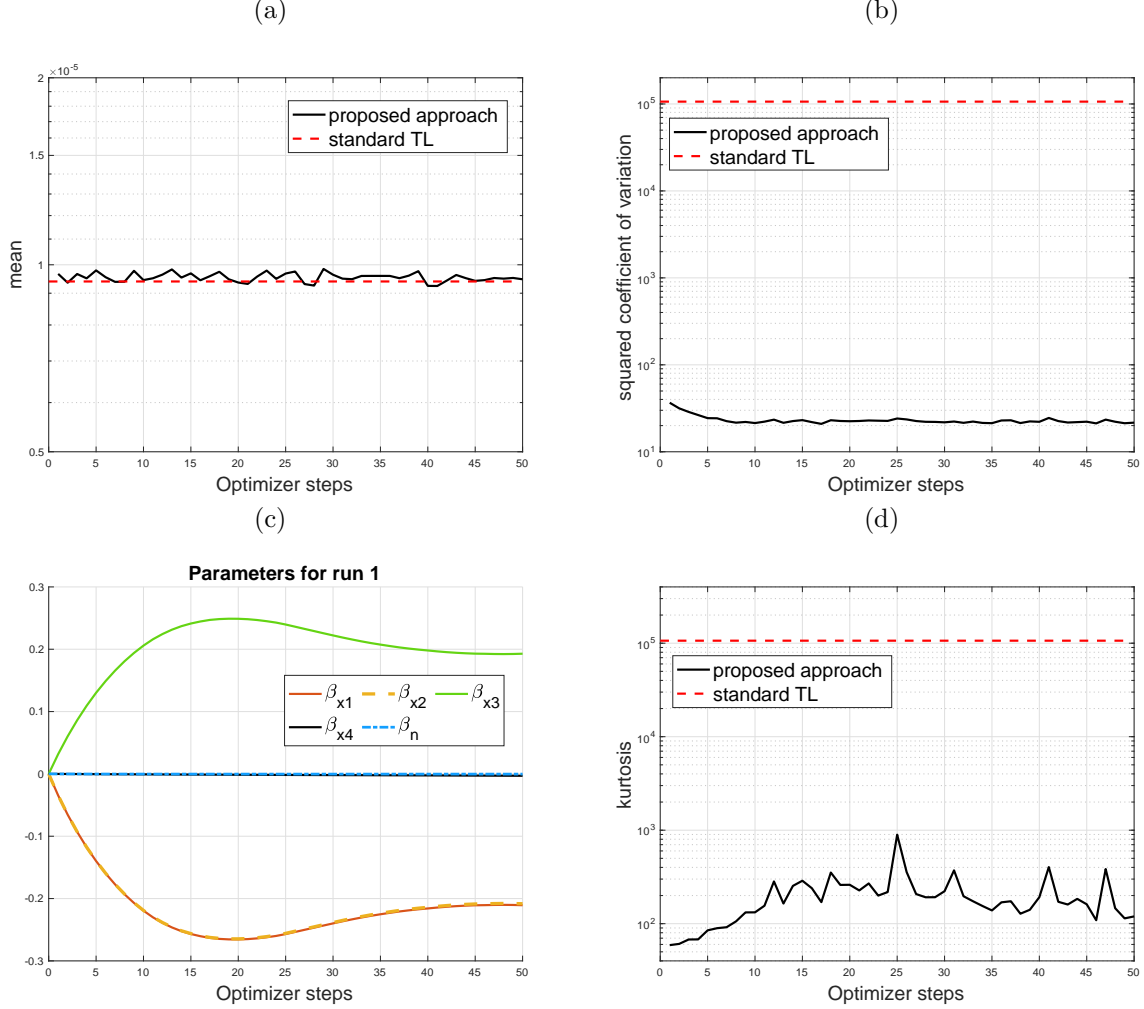 (a)
×10⁻⁵
2
1.5
1
0.5
mean
proposed approach
standard TL
0 5 10 15 20 25 30 35 40 45 50
Optimizer steps
(b)
10⁵
10⁴
10³
10²
10¹
squared coefficient of variation
proposed approach
standard TL
0 5 10 15 20 25 30 35 40 45 50
Optimizer steps
(c)
Parameters for run 1
0.3
0.2
0.1
0
-0.1
-0.2
-0.3
β_x1 β_x2 β_x3
β_x4 β_n
0 5 10 15 20 25 30 35 40 45 50
Optimizer steps
(d)
10⁵
10⁴
10³
10²
kurtosis
proposed approach
standard TL
0 5 10 15 20 25 30 35 40 45 50
Optimizer steps